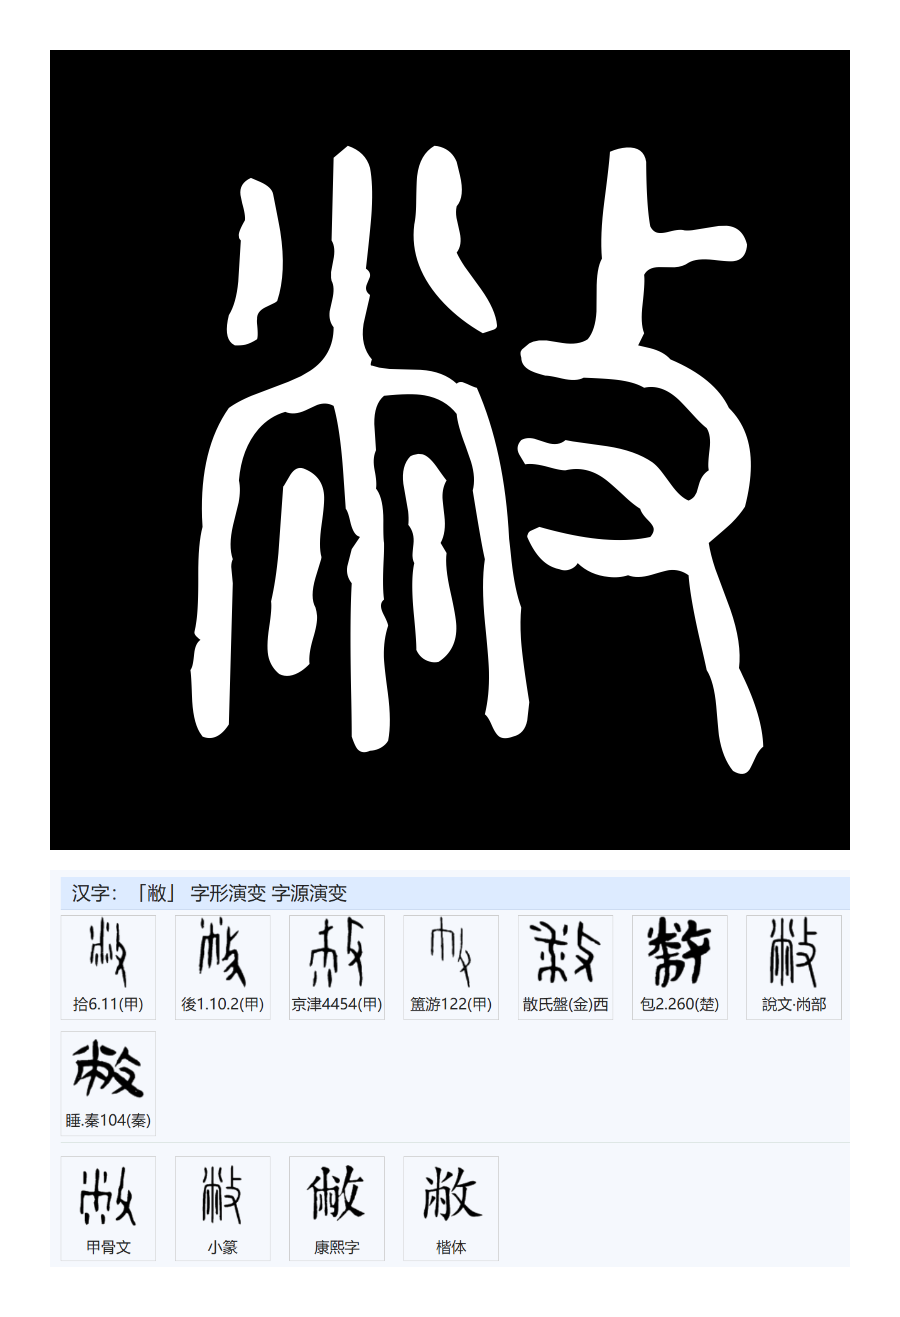 敝
汉字：「敝」 字形演变 字源演变
拾6.11(甲) 後1.10.2(甲) 京津4454(甲) 簠游122(甲) 散氏盤(金)西 包2.260(楚) 說文·㡀部
睡.秦104(秦)
甲骨文 小篆 康熙字 楷体